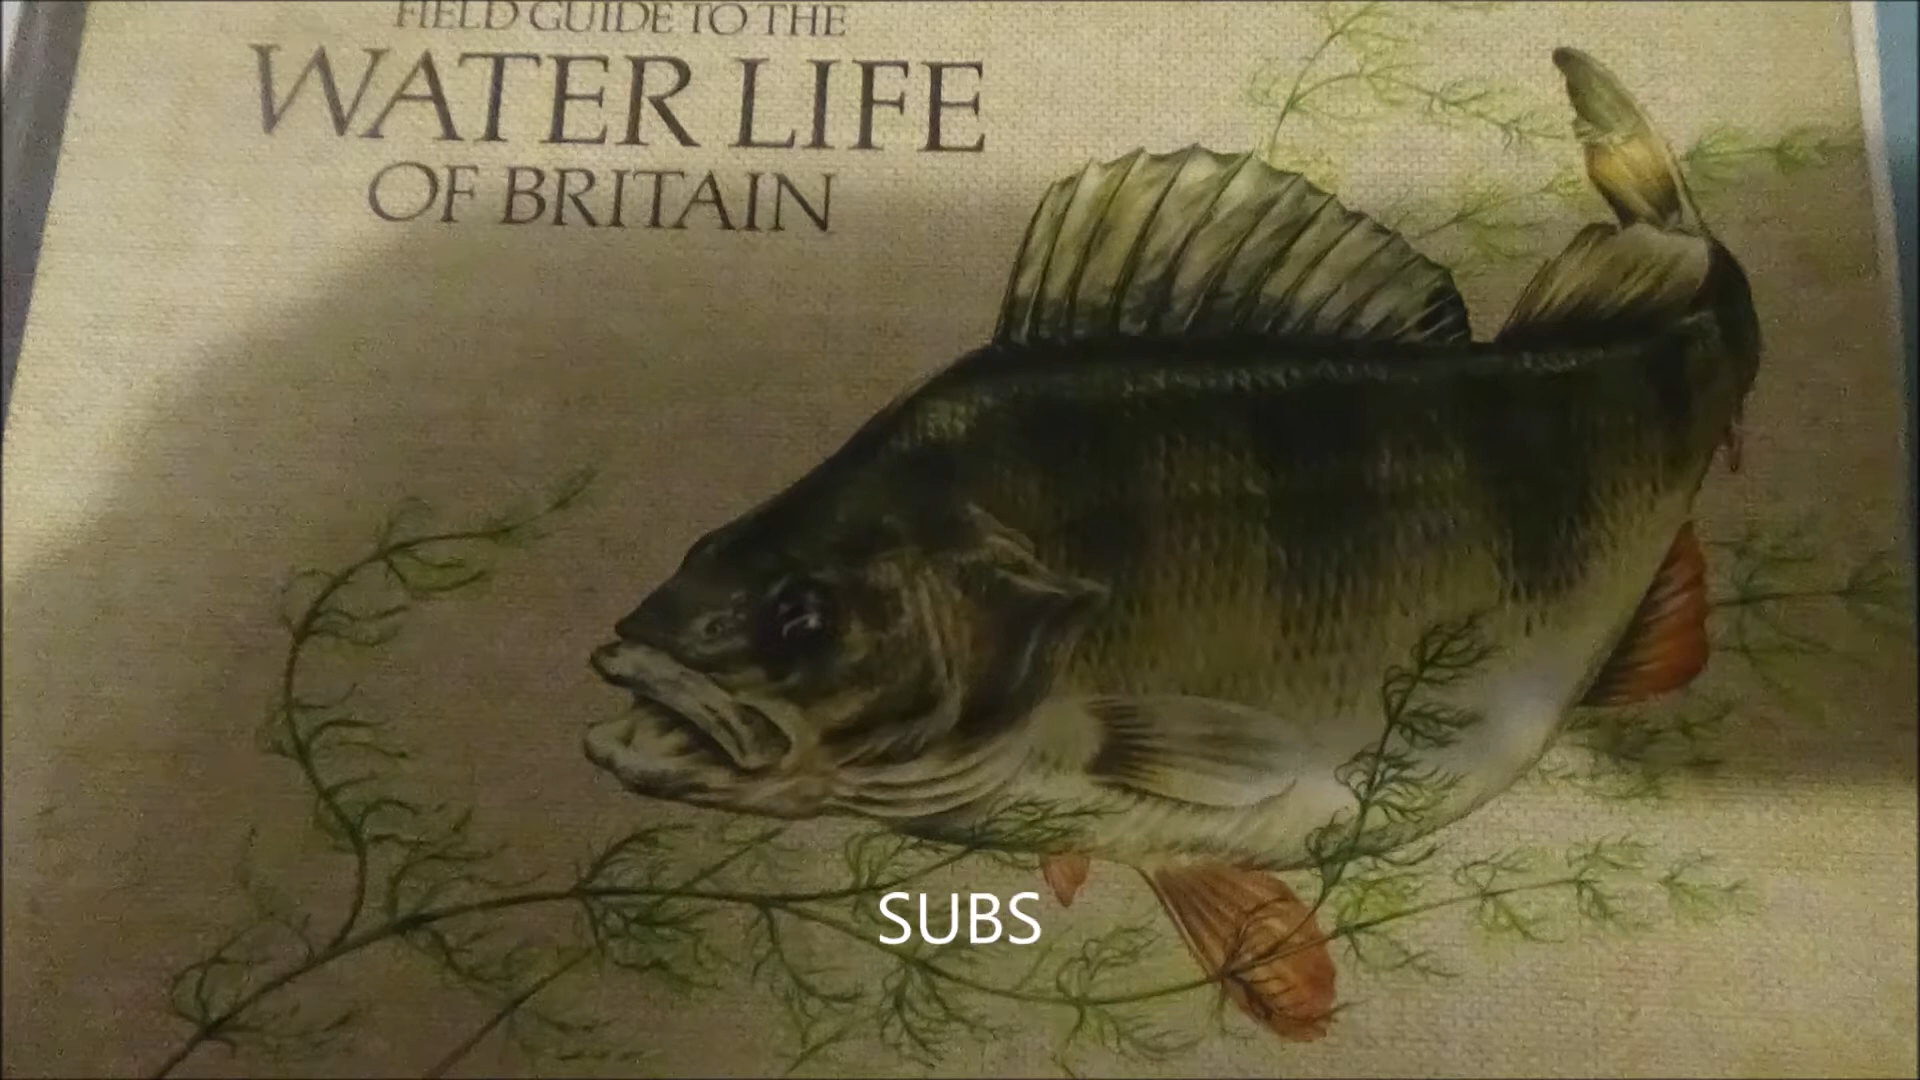 FIELD GUIDE TO THE
WATER LIFE
OF BRITAIN
SUBS